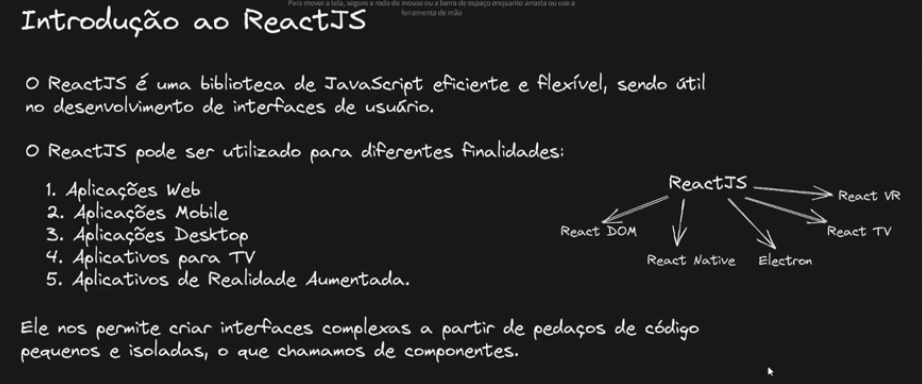 Para mover a tela, segure a roda do mouse ou a barra de espaço enquanto arrasta ou use a
ferramenta de mão
Introdução ao ReactJS
O ReactJS é uma biblioteca de JavaScript eficiente e flexível, sendo útil
no desenvolvimento de interfaces de usuário.
O ReactJS pode ser utilizado para diferentes finalidades:
1. Aplicações Web
2. Aplicações Mobile
3. Aplicações Desktop
4. Aplicativos para TV
5. Aplicativos de Realidade Aumentada.
ReactJS
React VR
React DOM
React TV
React Native
Electron
Ele nos permite criar interfaces complexas a partir de pedaços de código
pequenos e isoladas, o que chamamos de componentes.